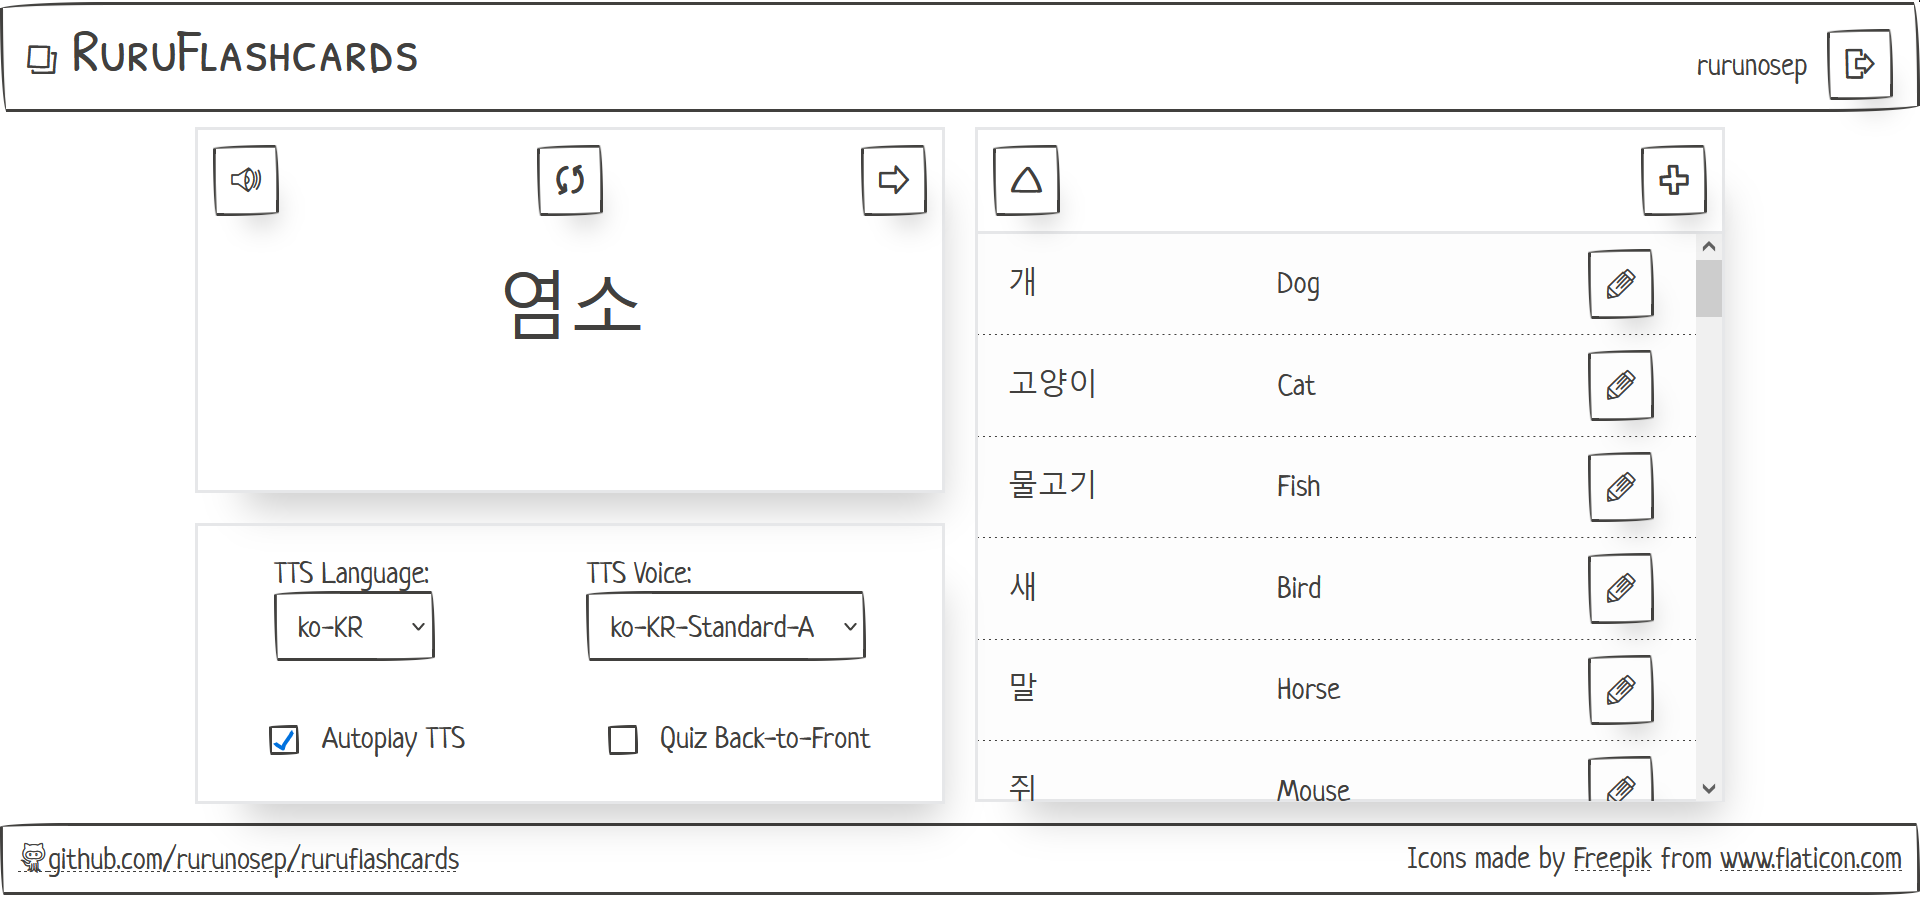 RuruFlashcards
rurunosep
염소
TTS Language:
TTS Voice:
ko-KR
ko-KR-Standard-A
Autoplay TTS
Quiz Back-to-Front
개 Dog
고양이 Cat
물고기 Fish
새 Bird
말 Horse
쥐 Mouse
github.com/rurunosep/ruruflashcards
Icons made by Freepik from www.flaticon.com